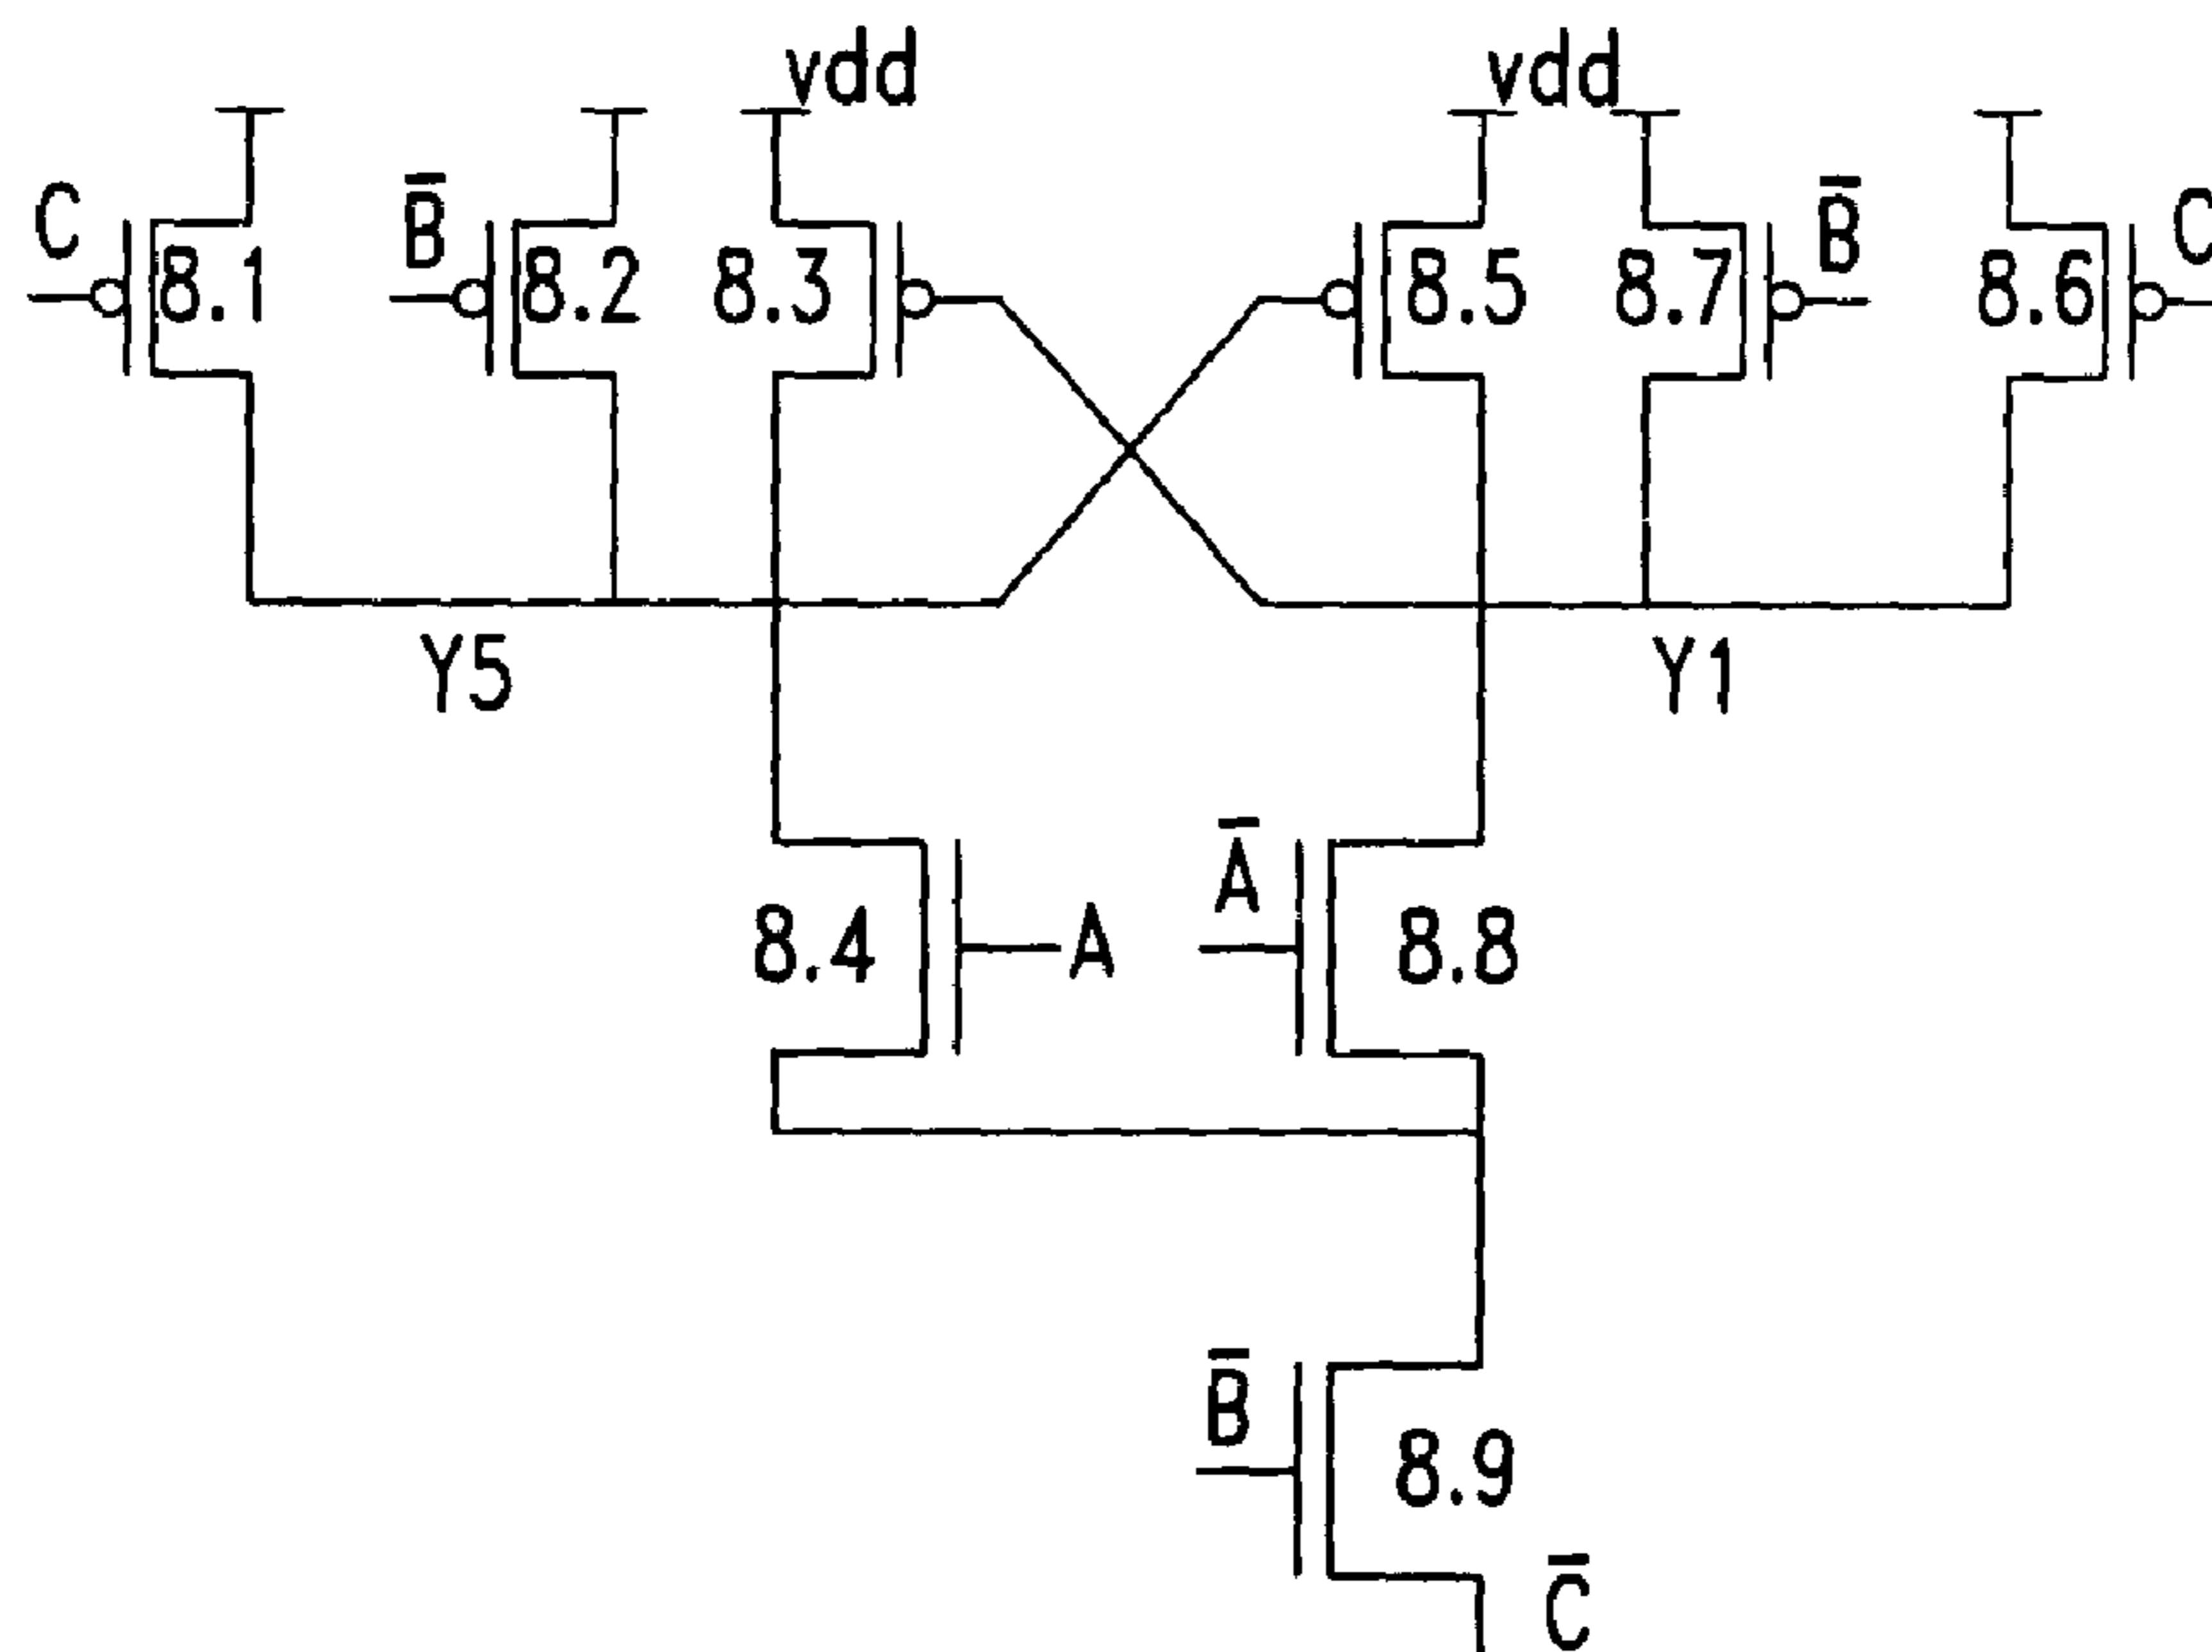 vdd vdd
C B̅ B̅ C
8.1 8.2 8.3 8.5 8.7 8.6
Y5 Y1
A̅
8.4 A 8.8
B̅
8.9
C̅